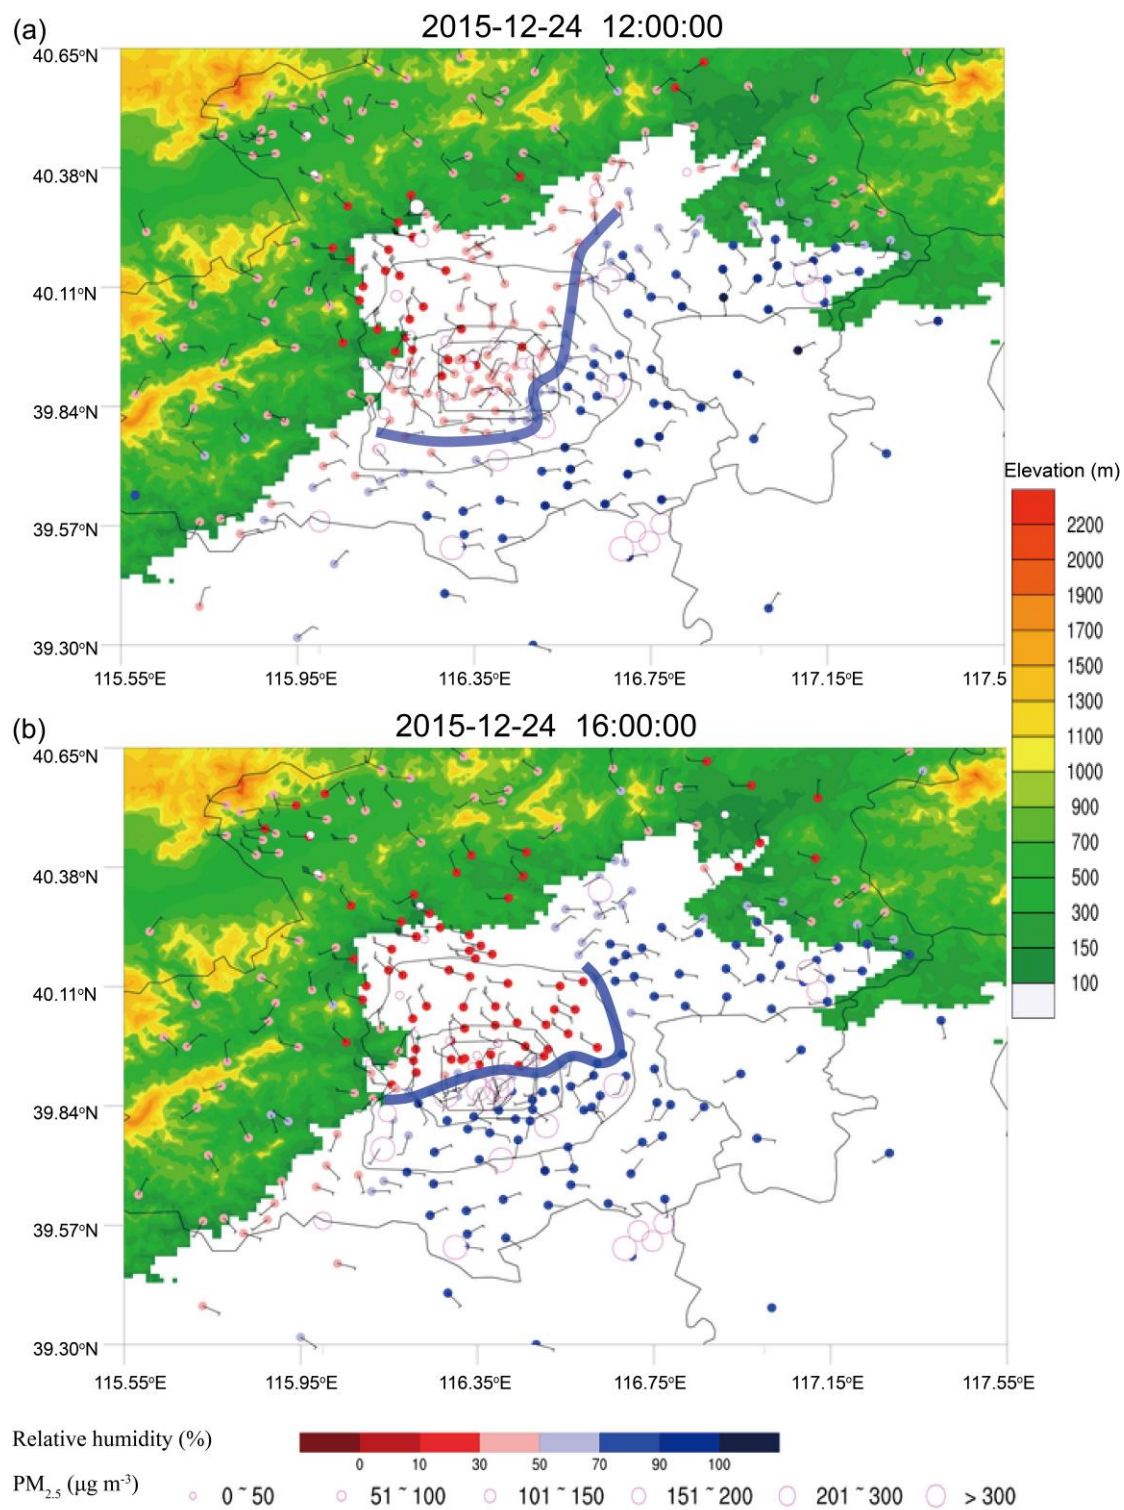 (a)
2015-12-24 12:00:00
40.65°N
40.38°N
40.11°N
39.84°N
39.57°N
39.30°N
115.55°E 115.95°E 116.35°E 116.75°E 117.15°E 117.5
Elevation (m)
2200
2000
1900
1700
1500
1300
1100
1000
900
700
500
300
150
100
(b)
2015-12-24 16:00:00
40.65°N
40.38°N
40.11°N
39.84°N
39.57°N
39.30°N
115.55°E 115.95°E 116.35°E 116.75°E 117.15°E 117.55°E
Relative humidity (%)
0 10 30 50 70 90 100
PM2.5 (μg m-3) 0 ~ 50 51 ~ 100 101 ~ 150 151 ~ 200 201 ~ 300 > 300